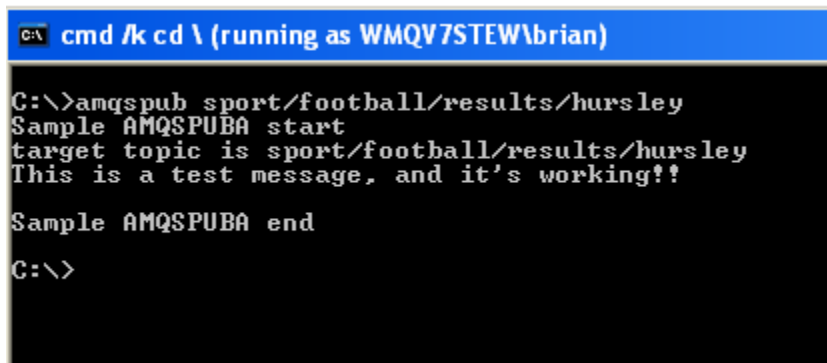 cmd /k cd \ (running as WMQV7STEW\brian)
C:\>amqspub sport/football/results/hursley
Sample AMQSPUBA start
target topic is sport/football/results/hursley
This is a test message, and it's working!!
Sample AMQSPUBA end
C:\>